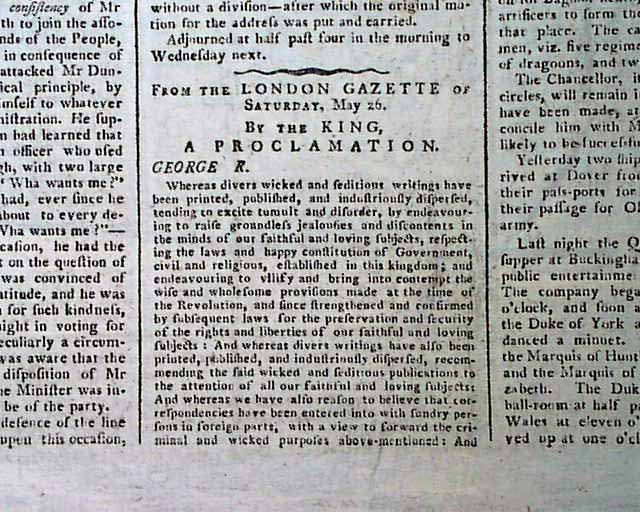 consistency of Mr
th to join the asso-
nds of the People,
in consequence of
attacked Mr Dun-
ical principle, by
imself to whatever
nistration. He sup-
n had learned that
n officer who used
gh, with two large
"Wha wants me?"
had, ever since he
about to every de-
Wha wants me?"—
ccasion, he had the
t on the question of
was convinced of
atitude, and he was
n for such kindness,
might in voting for
eculiarly a circum-
was aware that the
disposition of Mr
he Minister was in-
be of the party.
defence of the line
upon this occasion,
without a division—after which the original mo-
tion for the address was put and carried.
Adjourned at half past four in the morning to
Wednesday next.
FROM THE LONDON GAZETTE OF
SATURDAY, MAY 26.
BY THE KING,
A PROCLAMATION.
GEORGE R.
Whereas divers wicked and seditious writings have
been printed, published, and industriously dispersed,
tending to excite tumult and disorder, by endeavour-
ing to raise groundless jealousies and discontents in
the minds of our faithful and loving subjects, respect-
ing the laws and happy constitution of Government,
civil and religious, established in this kingdom; and
endeavouring to vilify and bring into contempt the
wise and wholesome provisions made at the time of
the Revolution, and since strengthened and confirmed
by subsequent laws for the preservation and security
of the rights and liberties of our faithful and loving
subjects: And whereas divers writings have also been
printed, published, and industriously dispersed, recom-
mending the said wicked and seditious publications to
the attention of all our faithful and loving subjects:
And whereas we have also reason to believe that cor-
respondencies have been entered into with sundry per-
sons in foreign parts, with a view to forward the cri-
minal and wicked purposes above-mentioned: And
artificers to form th
that place. The ca
men, viz. five regim
of dragoons, and tw
The Chancellor, i
circles, will remain i
have been made, at
concile him with M
likely to be successfu
Yesterday two ship
rived at Dover fro
their pass-ports for
their passage for O
army.
Last night the Q
supper at Buckingha
public entertainme
The company bega
o'clock, and soon a
the Duke of York a
danced a minuet.
the Marquis of Hunt
and the Marquis of
zabeth. The Duk
ball-room at half p
Wales at eleven o'
ved up at one o'cl